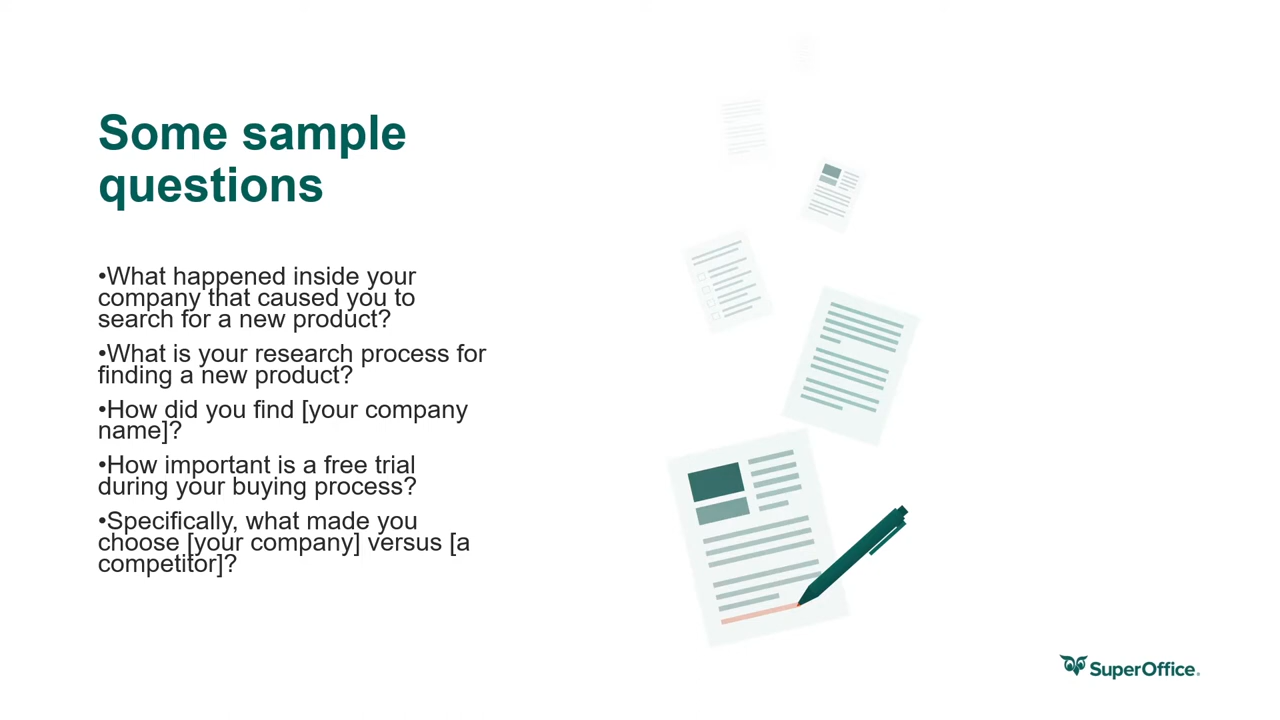 Some sample
questions
•What happened inside your
company that caused you to
search for a new product?
•What is your research process for
finding a new product?
•How did you find [your company
name]?
•How important is a free trial
during your buying process?
•Specifically, what made you
choose [your company] versus [a
competitor]?
SuperOffice.